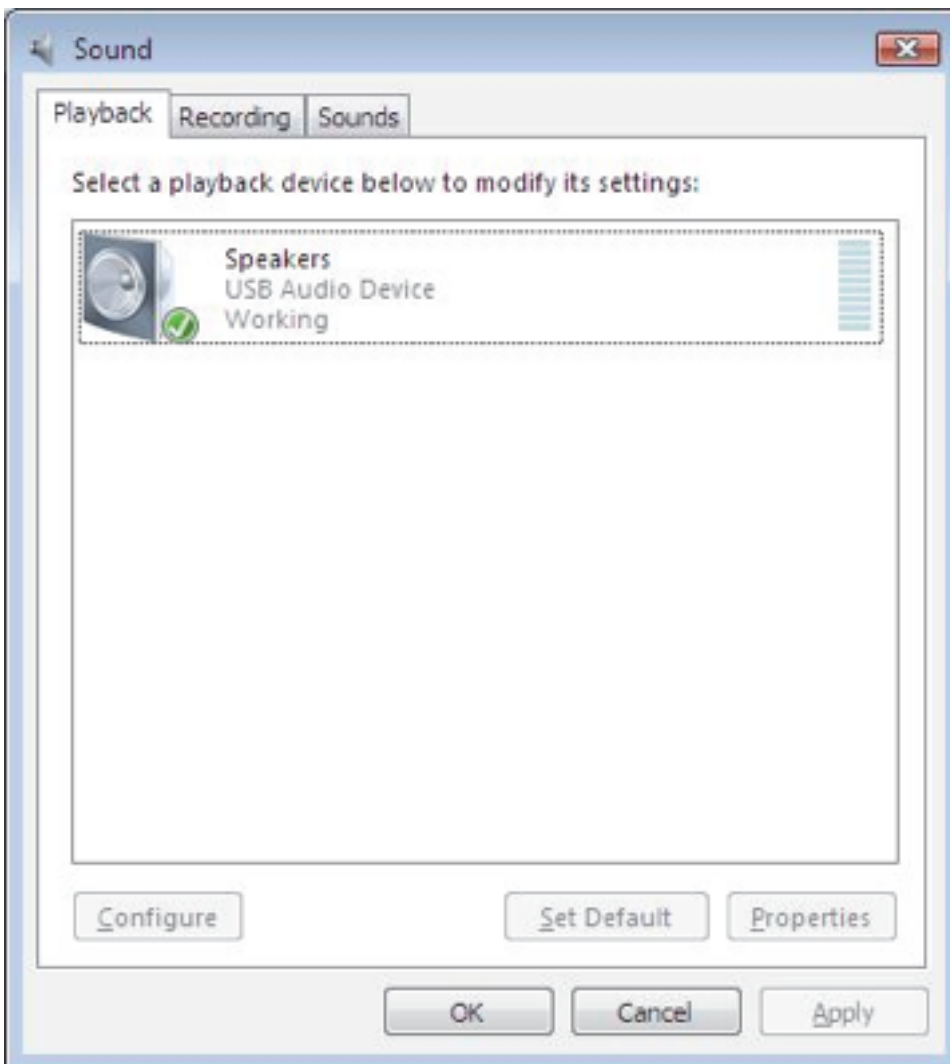 Sound
Playback
Recording
Sounds
Select a playback device below to modify its settings:
Speakers
USB Audio Device
Working
Configure
Set Default
Properties
OK
Cancel
Apply